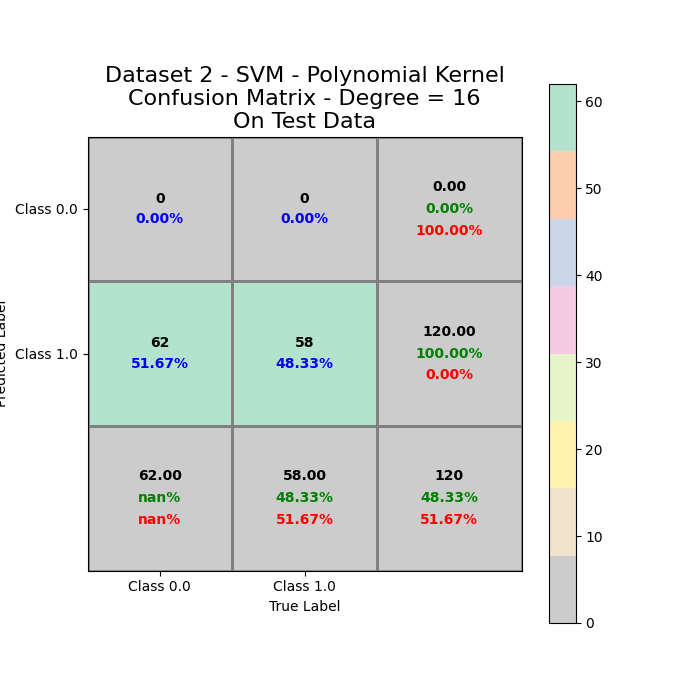 Dataset 2 - SVM - Polynomial Kernel
Confusion Matrix - Degree = 16
On Test Data
Class 0.0
0
0.00%
0
0.00%
0.00
0.00%
100.00%
Class 1.0
62
51.67%
58
48.33%
120.00
100.00%
0.00%
62.00
nan%
nan%
58.00
48.33%
51.67%
120
48.33%
51.67%
Class 0.0
Class 1.0
True Label
Predicted Label
60
50
40
30
20
10
0